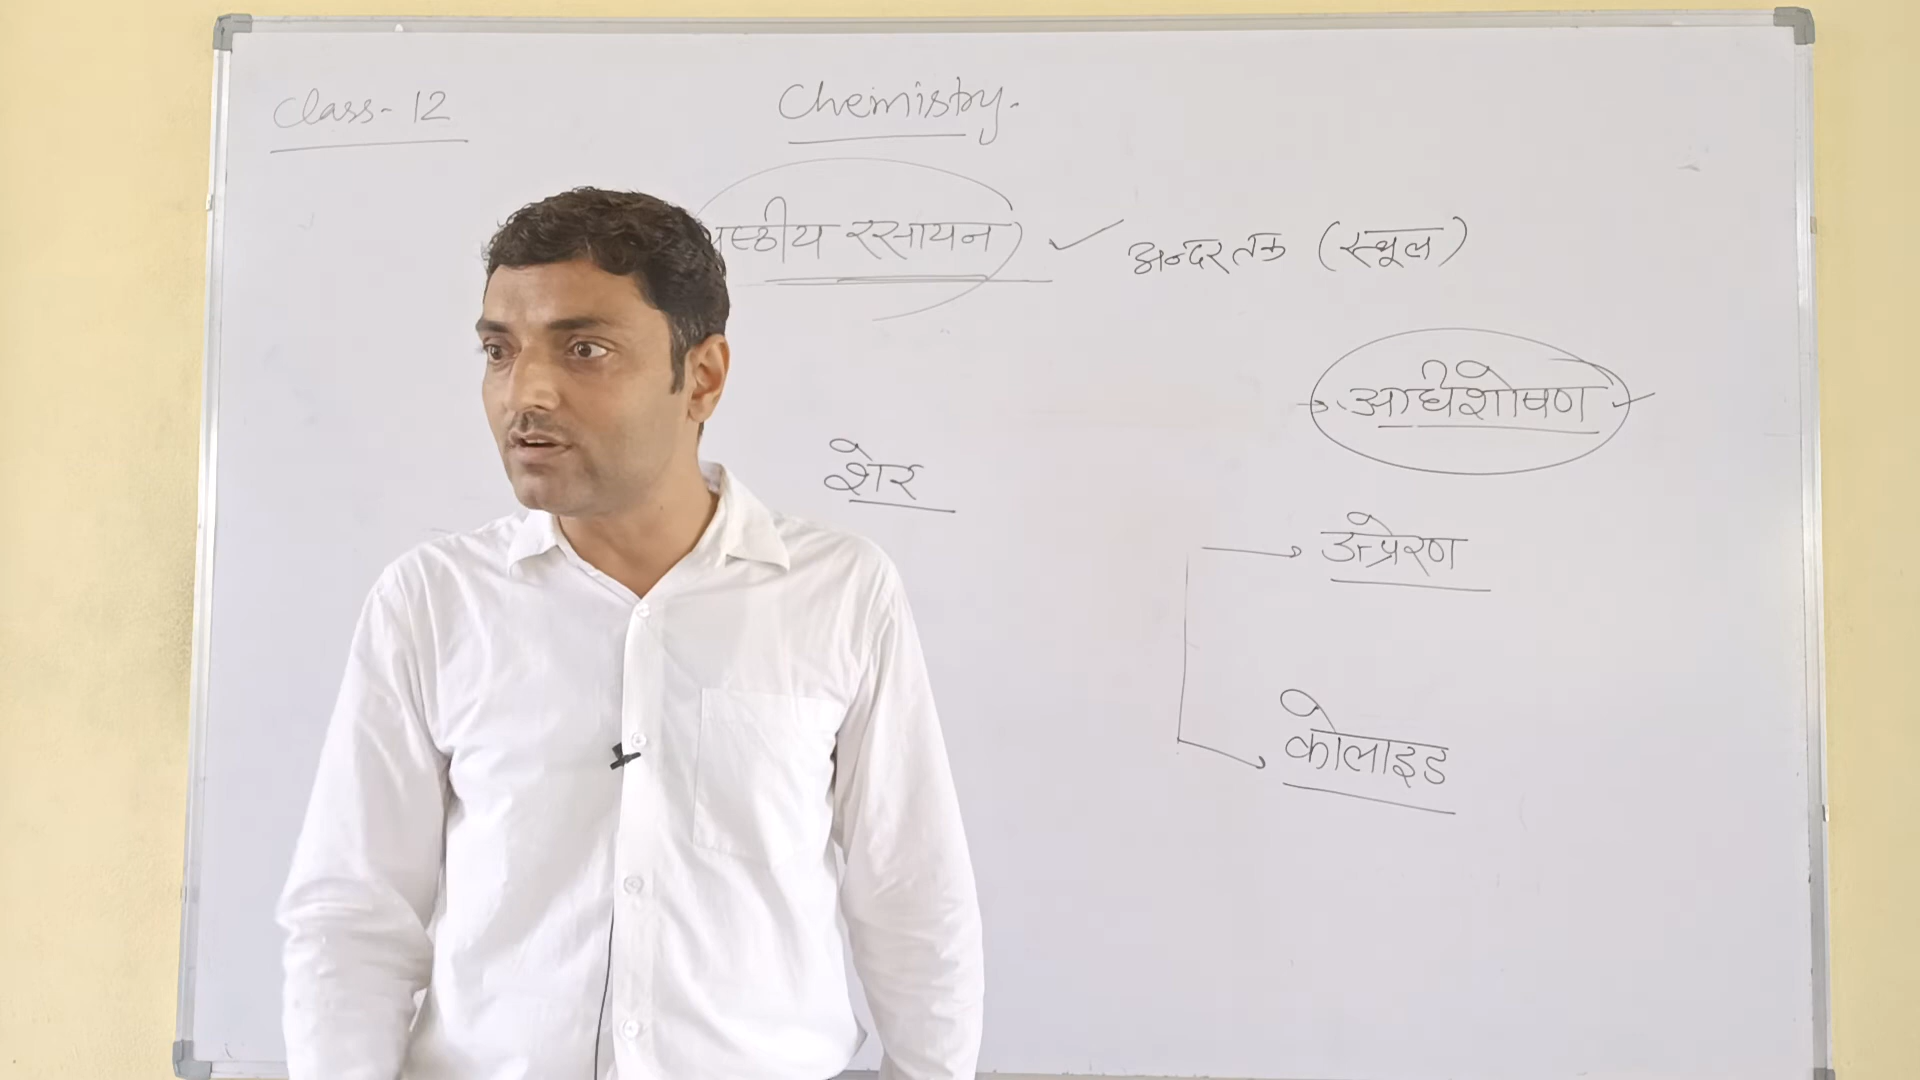 Class-12
Chemistry.
रसायन
अन्दर तक (स्थूल)
अधिशोषण
शेर
उत्प्रेरण
कोलाइड